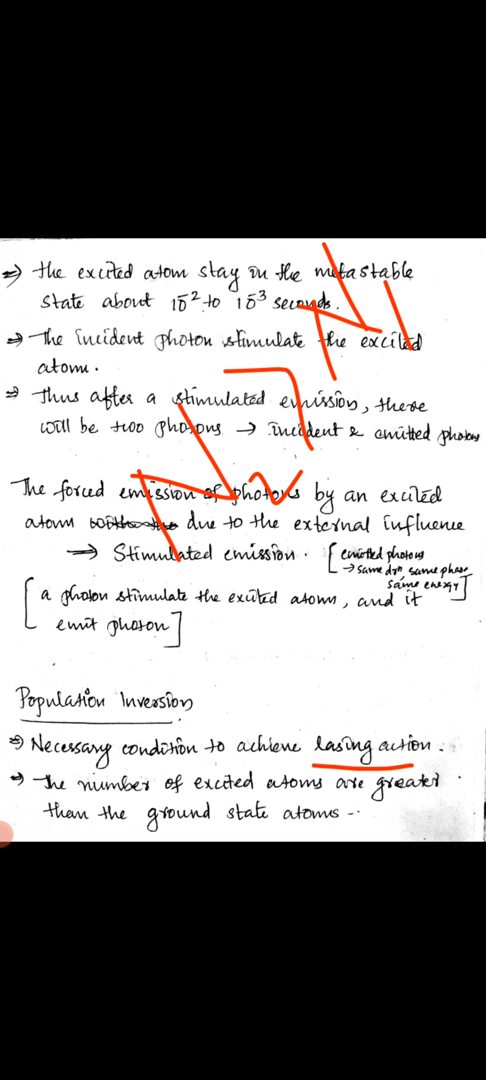 ⇒ the excited atom stay in the metastable
state about 10⁻² to 10⁻³ seconds.
⇒ The incident photon stimulate the excited
atom.
⇒ Thus after a stimulated emission, there
will be two photons → incident & emitted photons
The forced emission of photons by an excited
atom due to the external influence
→ Stimulated emission. [emitted photons
→ same drn same phase
same energy]
[a photon stimulate the excited atom, and it
emit photon]
Population Inversion
⇒ Necessary condition to achieve lasing action.
⇒ The number of excited atoms are greater
than the ground state atoms --
N1
N2